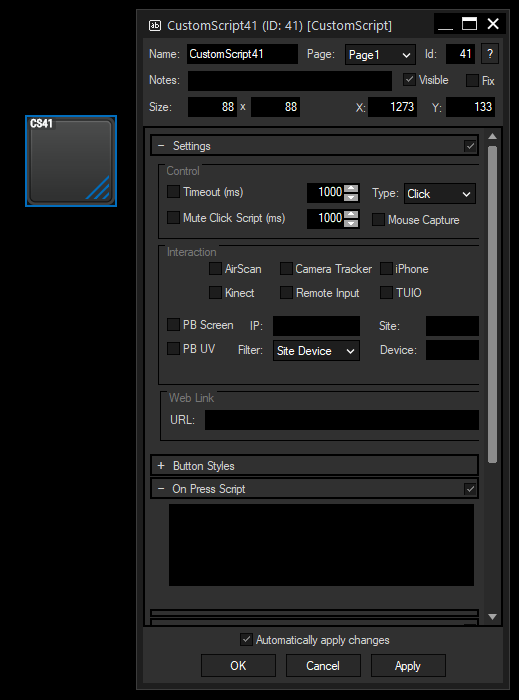 CustomScript41 (ID: 41) [CustomScript]
Name: CustomScript41 Page: Page1 Id: 41 ?
Notes: Visible Fix
Size: 88 x 88 X: 1273 Y: 133
CS41
Settings
Control
Timeout (ms) 1000 Type: Click
Mute Click Script (ms) 1000 Mouse Capture
Interaction
AirScan Camera Tracker iPhone
Kinect Remote Input TUIO
PB Screen IP: Site:
PB UV Filter: Site Device Device:
Web Link
URL:
Button Styles
On Press Script
Automatically apply changes
OK Cancel Apply